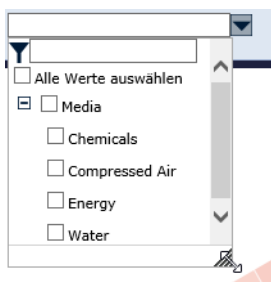 Alle Werte auswählen
Media
Chemicals
Compressed Air
Energy
Water